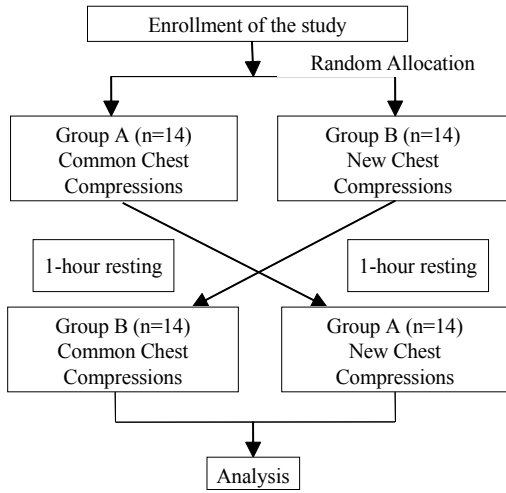 Enrollment of the study
Random Allocation
Group A (n=14)
Common Chest
Compressions
Group B (n=14)
New Chest
Compressions
1-hour resting
1-hour resting
Group B (n=14)
Common Chest
Compressions
Group A (n=14)
New Chest
Compressions
Analysis